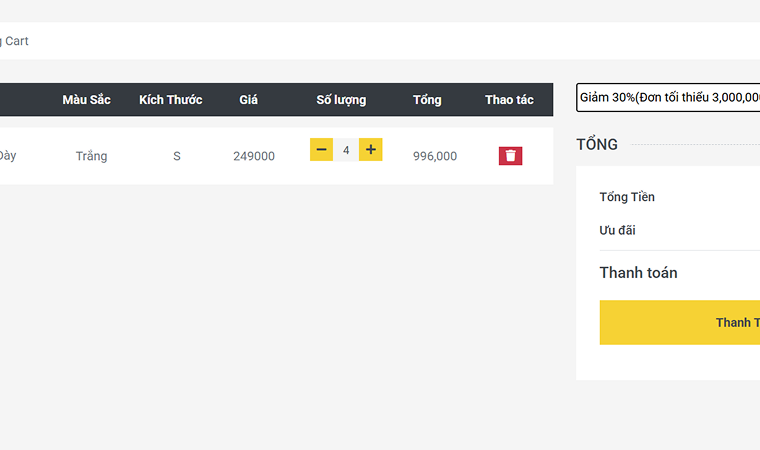 g Cart
Màu Sắc Kích Thước Giá Số lượng Tổng Thao tác
Dày Trắng S 249000 4 996,000
Giảm 30%(Đơn tối thiểu 3,000,00
TỔNG
Tổng Tiền
Ưu đãi
Thanh toán
Thanh T